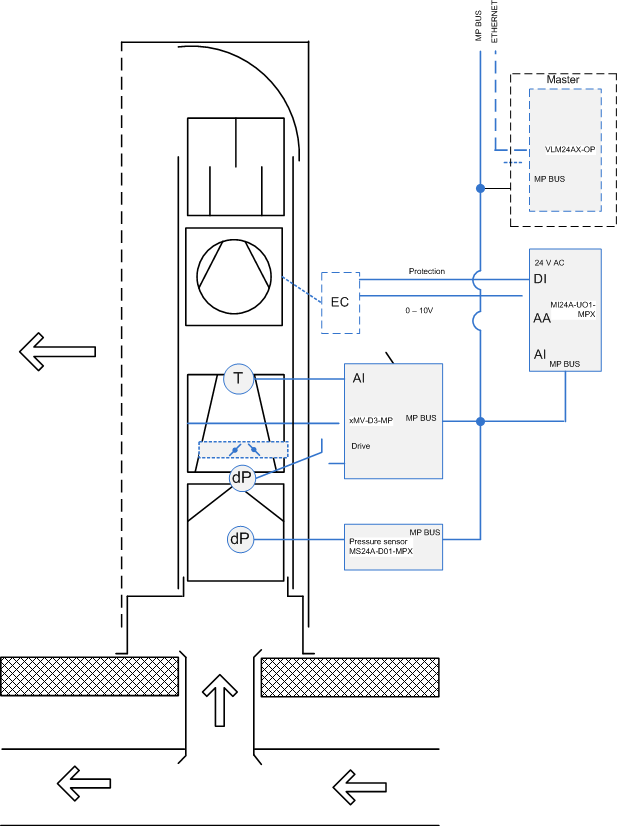 MP BUS
ETHERNET
Master
VLM24AX-OP
MP BUS
24 V AC
DI
MI24A-UO1-
MPX
AA
AI
MP BUS
Protection
EC
0 – 10V
T
AI
xMV-D3-MP
MP BUS
Drive
dP
dP
MP BUS
Pressure sensor
MS24A-D01-MPX